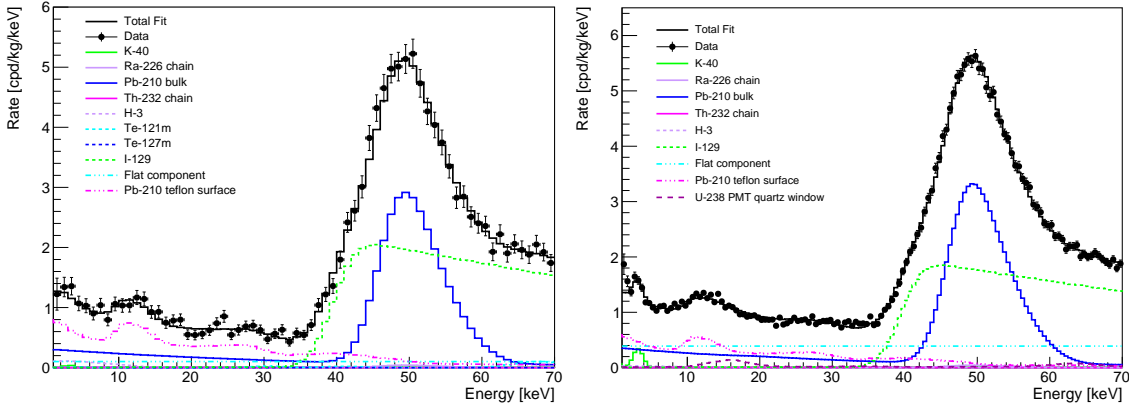 Rate [cpd/kg/keV]
6
5
4
3
2
1
0
Total Fit
Data
K-40
Ra-226 chain
Pb-210 bulk
Th-232 chain
H-3
Te-121m
Te-127m
I-129
Flat component
Pb-210 teflon surface
10 20 30 40 50 60 70
Energy [keV]
Rate [cpd/kg/keV]
6
5
4
3
2
1
0
Total Fit
Data
K-40
Ra-226 chain
Pb-210 bulk
Th-232 chain
H-3
I-129
Flat component
Pb-210 teflon surface
U-238 PMT quartz window
10 20 30 40 50 60 70
Energy [keV]